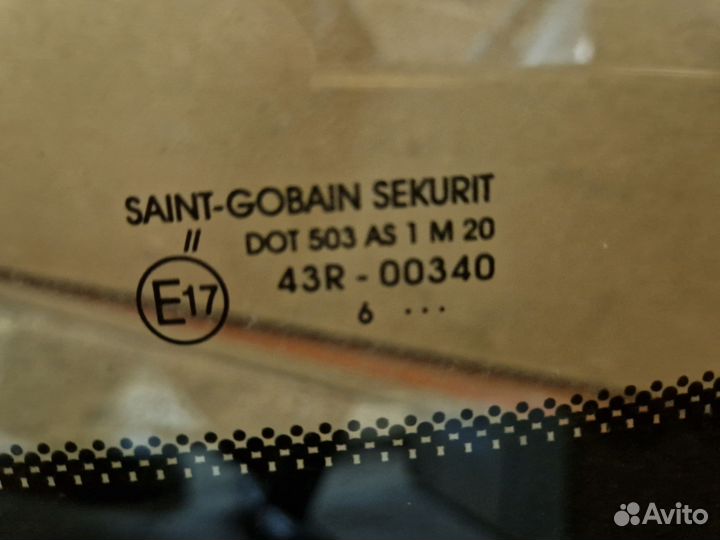 SAINT-GOBAIN SEKURIT
II DOT 503 AS 1 M 20
E17 43R - 00340
6 ...
Avito